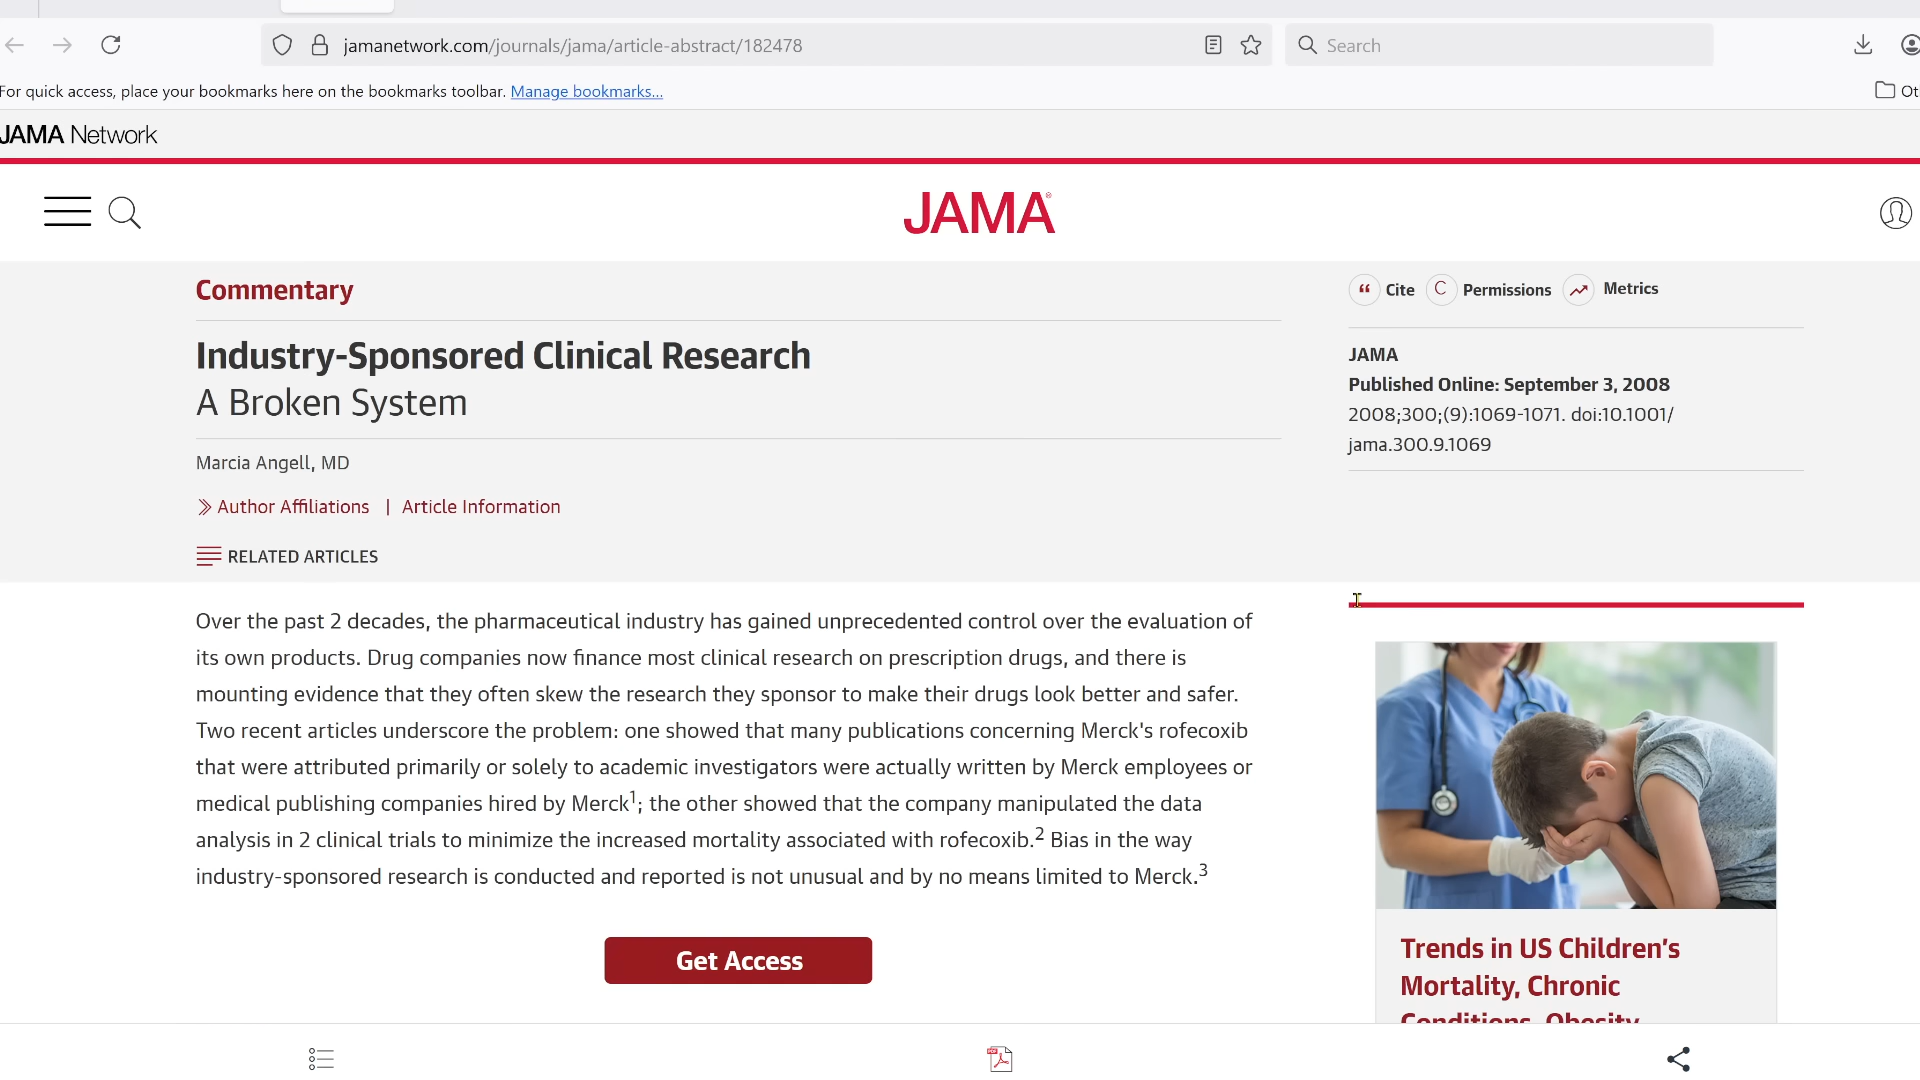 jamanetwork.com/journals/jama/article-abstract/182478
Search
For quick access, place your bookmarks here on the bookmarks toolbar. Manage bookmarks...
JAMA Network
JAMA®
Commentary
Industry-Sponsored Clinical Research
A Broken System
Marcia Angell, MD
Author Affiliations | Article Information
RELATED ARTICLES
“ Cite C Permissions Metrics
JAMA
Published Online: September 3, 2008
2008;300;(9):1069-1071. doi:10.1001/
jama.300.9.1069
Over the past 2 decades, the pharmaceutical industry has gained unprecedented control over the evaluation of
its own products. Drug companies now finance most clinical research on prescription drugs, and there is
mounting evidence that they often skew the research they sponsor to make their drugs look better and safer.
Two recent articles underscore the problem: one showed that many publications concerning Merck's rofecoxib
that were attributed primarily or solely to academic investigators were actually written by Merck employees or
medical publishing companies hired by Merck1; the other showed that the company manipulated the data
analysis in 2 clinical trials to minimize the increased mortality associated with rofecoxib.2 Bias in the way
industry-sponsored research is conducted and reported is not unusual and by no means limited to Merck.3
Get Access
Trends in US Children’s
Mortality, Chronic
Conditions, Obesity,
PDF